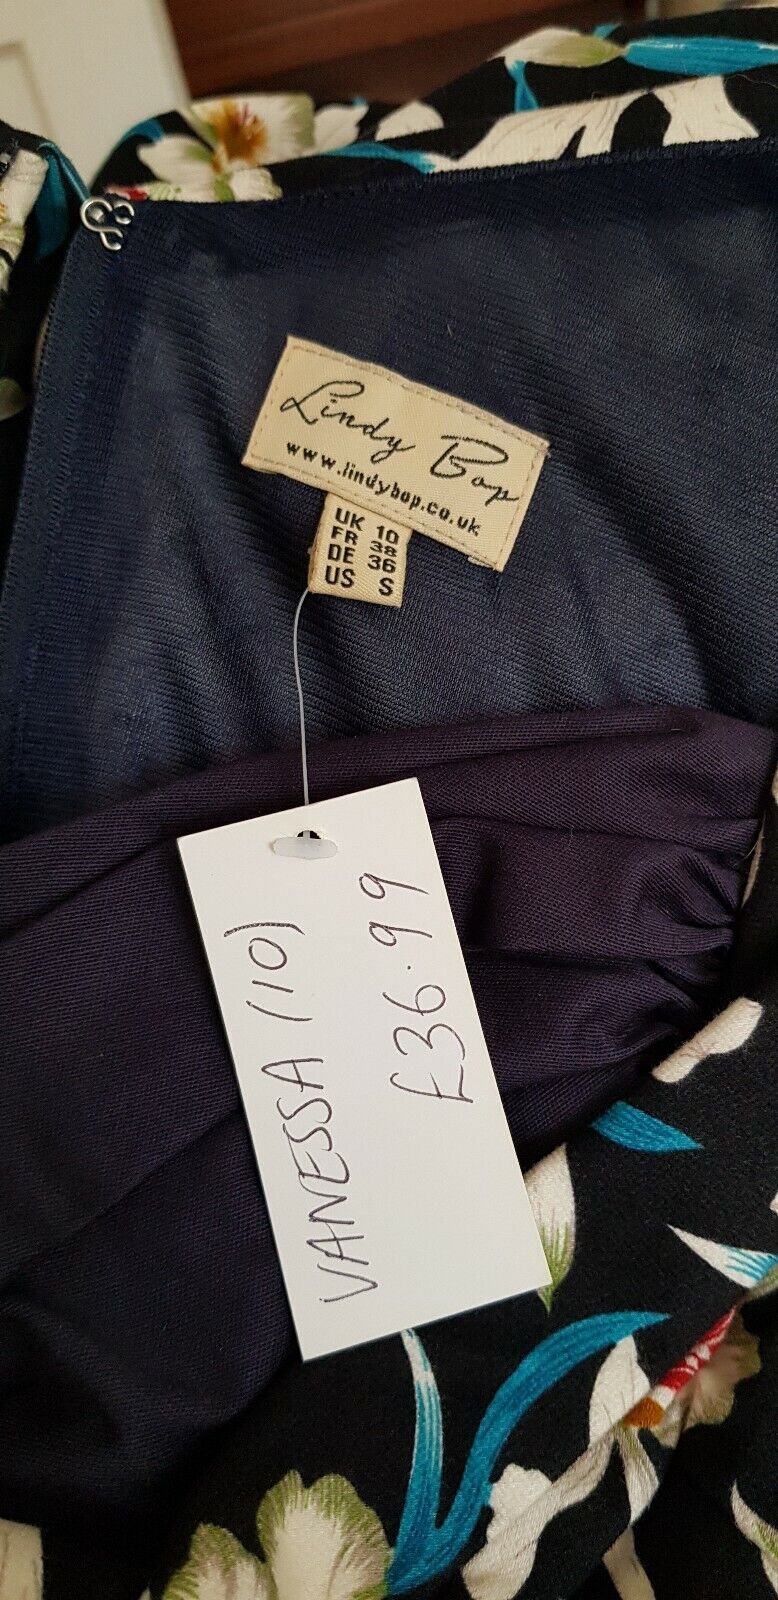 Lindy Bop
www.lindybop.co.uk
UK 10
FR 38
DE 36
US S
VANESSA (10)
£36.99